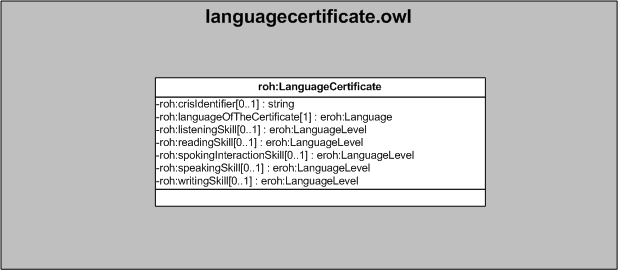 languagecertificate.owl
roh:LanguageCertificate
-roh:crisIdentifier[0..1] : string
-roh:languageOfTheCertificate[1] : eroh:Language
-roh:listeningSkill[0..1] : eroh:LanguageLevel
-roh:readingSkill[0..1] : eroh:LanguageLevel
-roh:spokingInteractionSkill[0..1] : eroh:LanguageLevel
-roh:speakingSkill[0..1] : eroh:LanguageLevel
-roh:writingSkill[0..1] : eroh:LanguageLevel